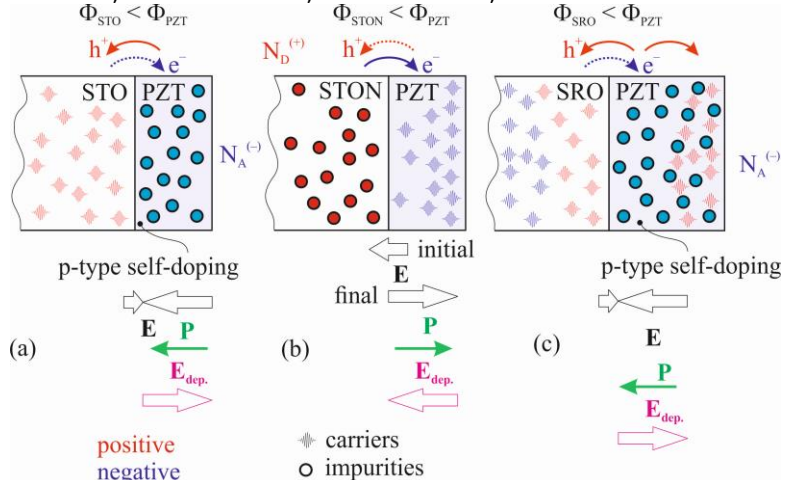 Φ_STO < Φ_PZT
h⁺
e⁻
STO
PZT
N_A^(-)
p-type self-doping
E
P
E_dep.
(a)
Φ_STON < Φ_PZT
N_D^(+)
h⁺
e⁻
STON
PZT
initial
E
final
P
E_dep.
(b)
Φ_SRO < Φ_PZT
h⁺
e⁻
SRO
PZT
N_A^(-)
p-type self-doping
E
P
E_dep.
(c)
positive
negative
carriers
impurities